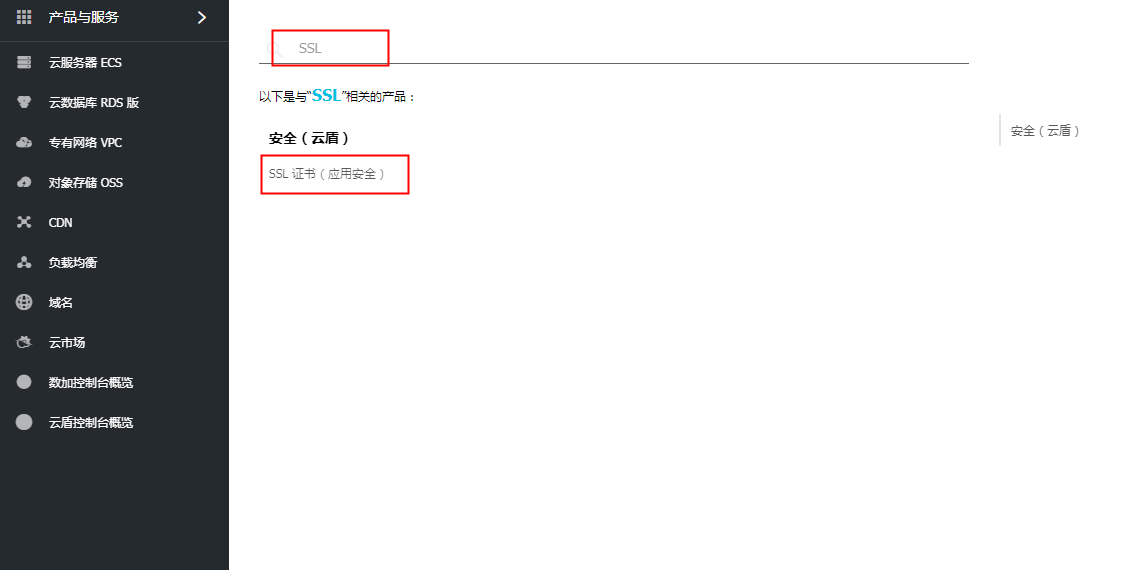 产品与服务
云服务器 ECS
云数据库 RDS 版
专有网络 VPC
对象存储 OSS
CDN
负载均衡
域名
云市场
数加控制台概览
云盾控制台概览
SSL
以下是与“SSL”相关的产品：
安全（云盾）
SSL 证书（应用安全）
安全（云盾）